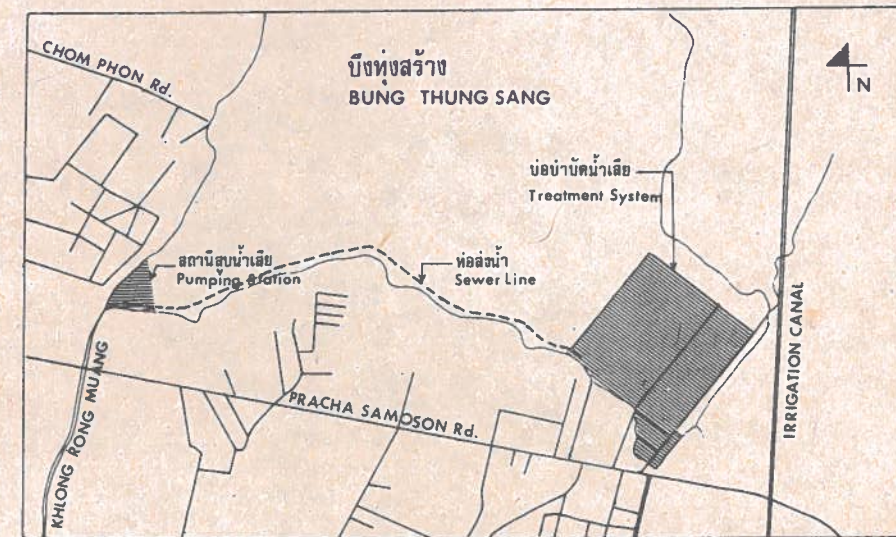 CHOM PHON Rd.
บึงทุ่งสร้าง
BUNG THUNG SANG
N
บ่อบำบัดน้ำเสีย
Treatment System
สถานีสูบน้ำเสีย
Pumping Station
ท่อส่งน้ำ
Sewer Line
IRRIGATION CANAL
KHLONG RONG MUANG
PRACHA SAMOSON Rd.